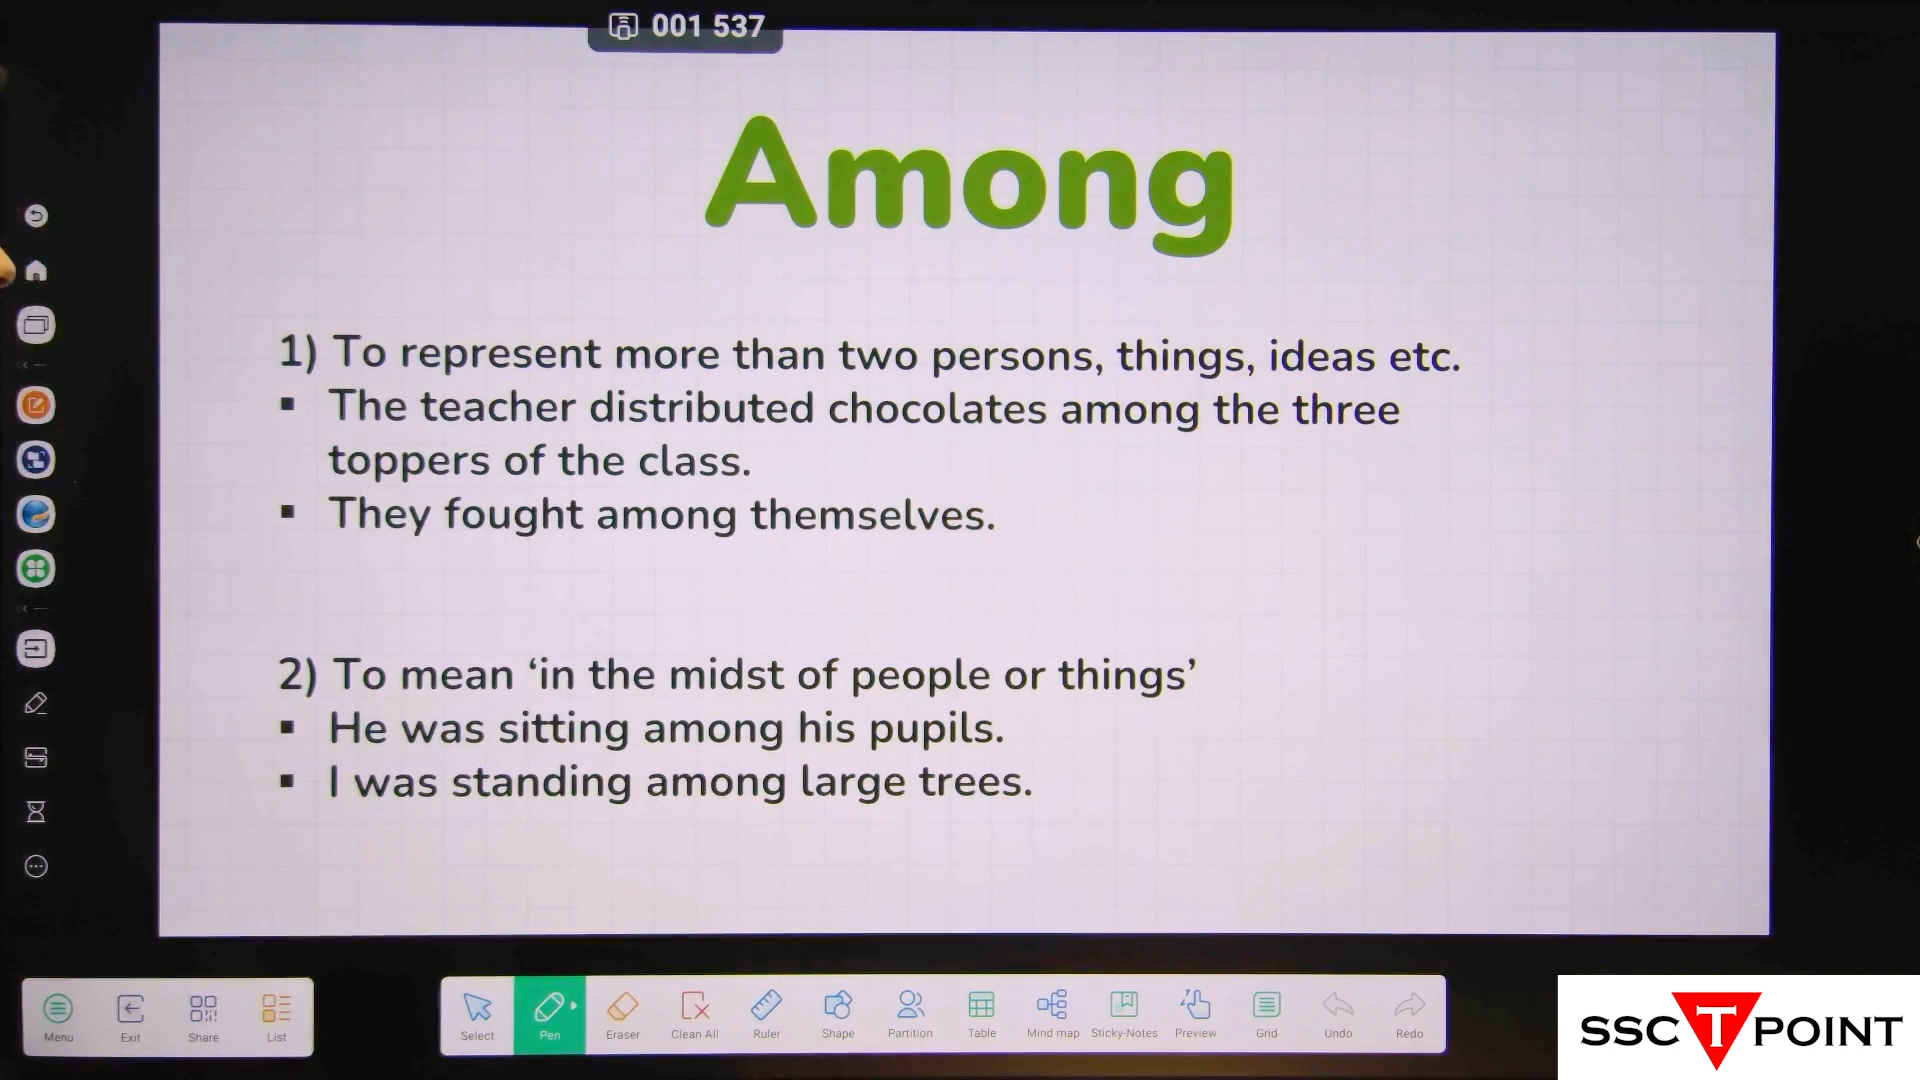 001 537
Among
1) To represent more than two persons, things, ideas etc.
▪ The teacher distributed chocolates among the three
toppers of the class.
▪ They fought among themselves.
2) To mean ‘in the midst of people or things’
▪ He was sitting among his pupils.
▪ I was standing among large trees.
Menu Exit Share List
Select Pen Eraser Clean All Ruler Shape Partition Table Mind map Sticky-Notes Preview Grid Undo Redo
SSC T POINT